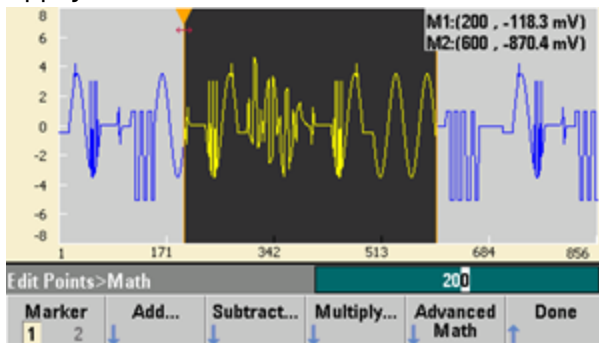 M1:(200 , -118.3 mV)
M2:(600 , -870.4 mV)
8
6
4
2
0
-2
-4
-6
-8
1 171 342 513 684 856
Edit Points>Math 200
Marker Add... Subtract... Multiply... Advanced Math Done
1 2